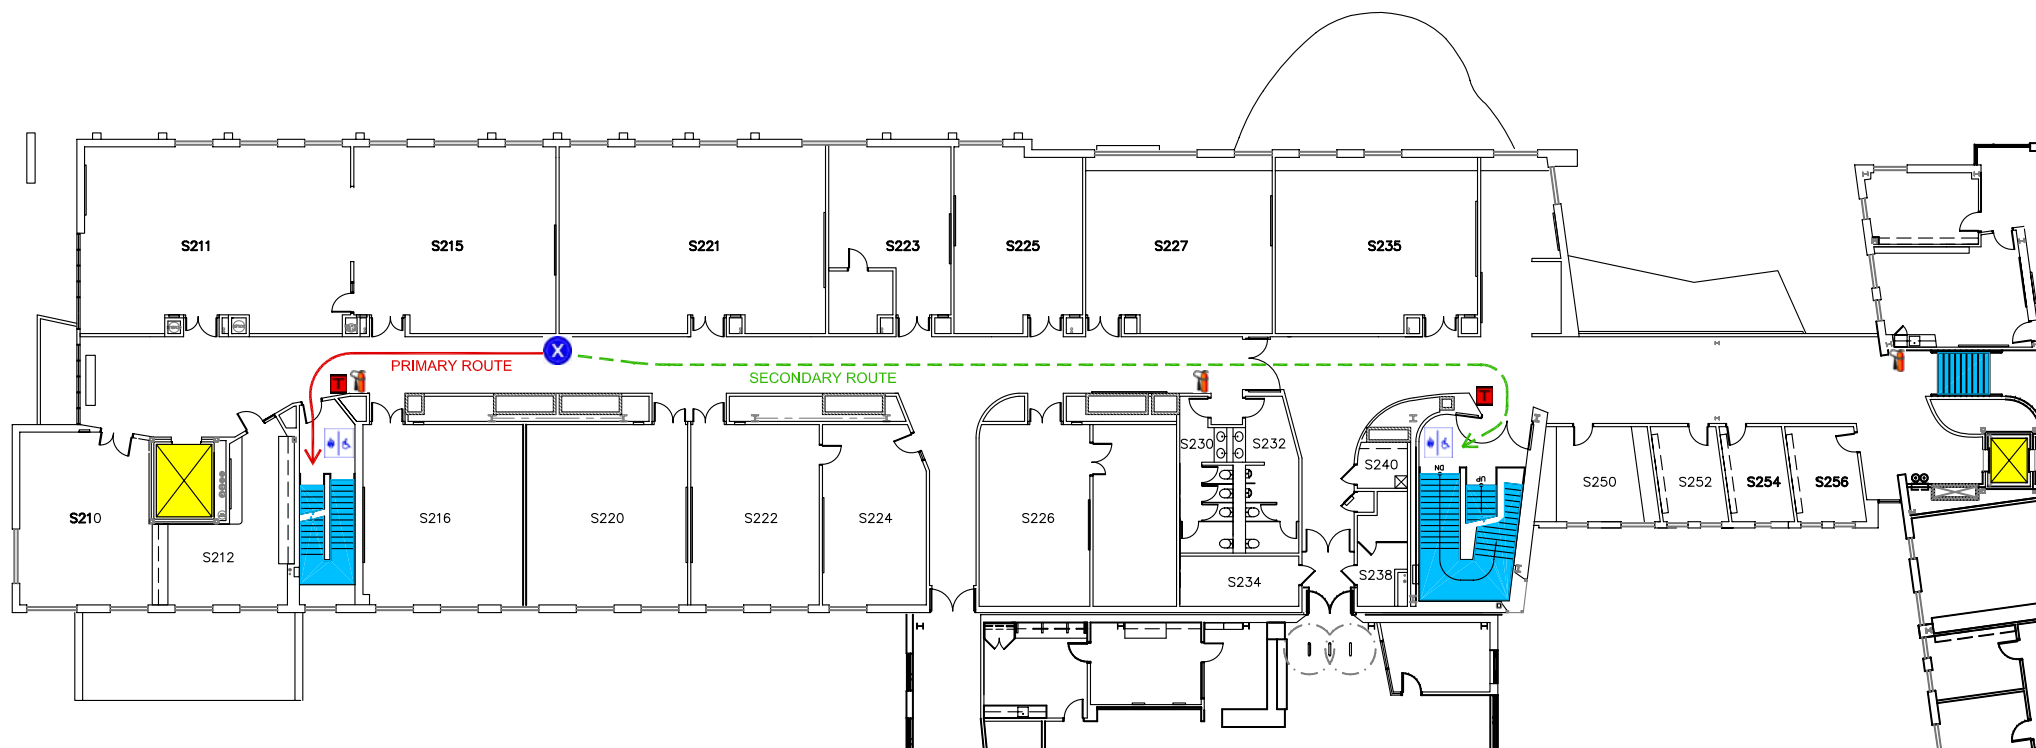 S211
S215
S221
S223
S225
S227
S235
X
PRIMARY ROUTE
SECONDARY ROUTE
T
T
S230
S232
S240
DN
UP
S250
S252
S254
S256
S210
S212
S216
S220
S222
S224
S226
S234
S238